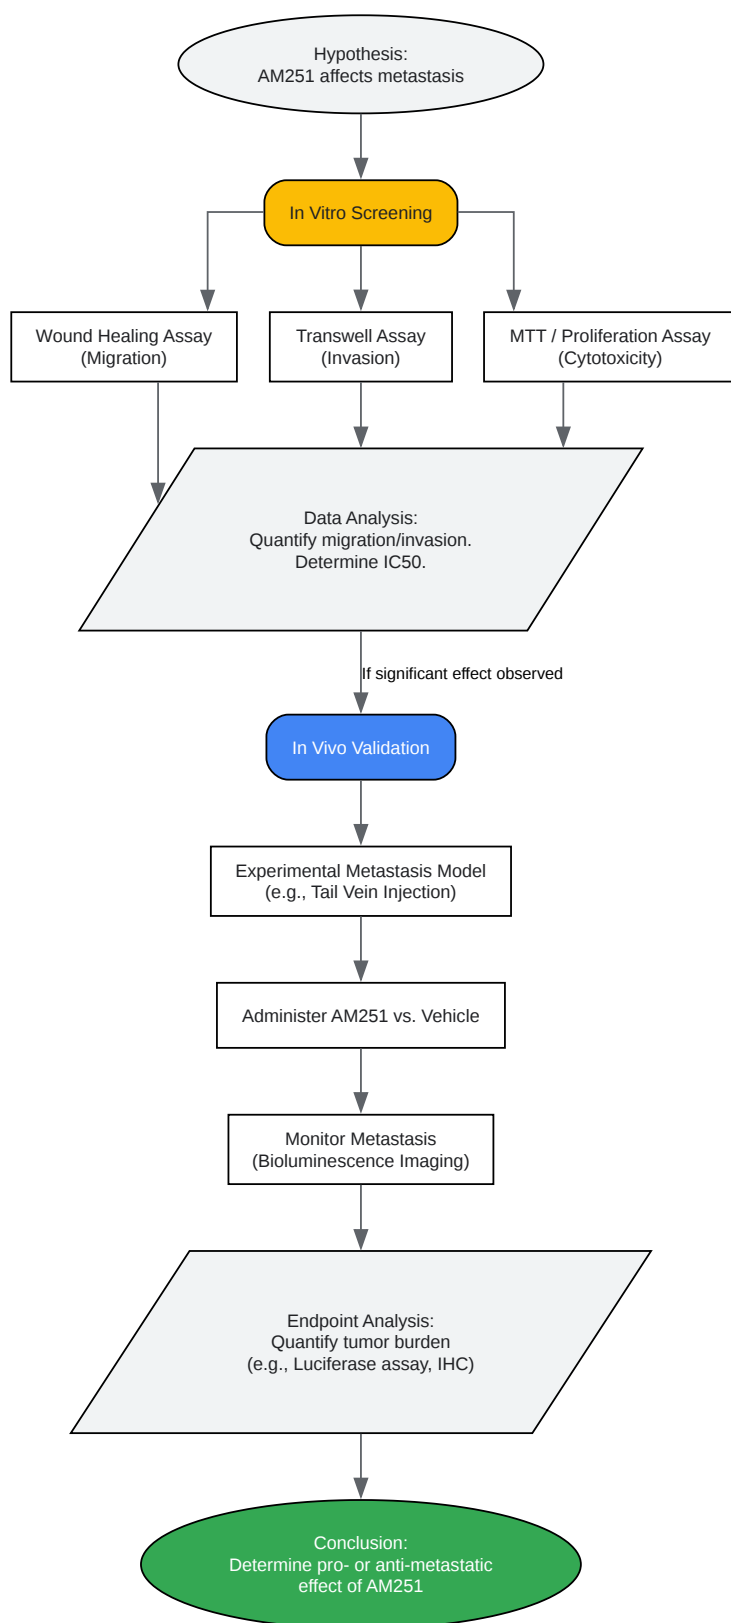 Hypothesis:
AM251 affects metastasis
In Vitro Screening
Wound Healing Assay
(Migration)
Transwell Assay
(Invasion)
MTT / Proliferation Assay
(Cytotoxicity)
Data Analysis:
Quantify migration/invasion.
Determine IC50.
If significant effect observed
In Vivo Validation
Experimental Metastasis Model
(e.g., Tail Vein Injection)
Administer AM251 vs. Vehicle
Monitor Metastasis
(Bioluminescence Imaging)
Endpoint Analysis:
Quantify tumor burden
(e.g., Luciferase assay, IHC)
Conclusion:
Determine pro- or anti-metastatic
effect of AM251